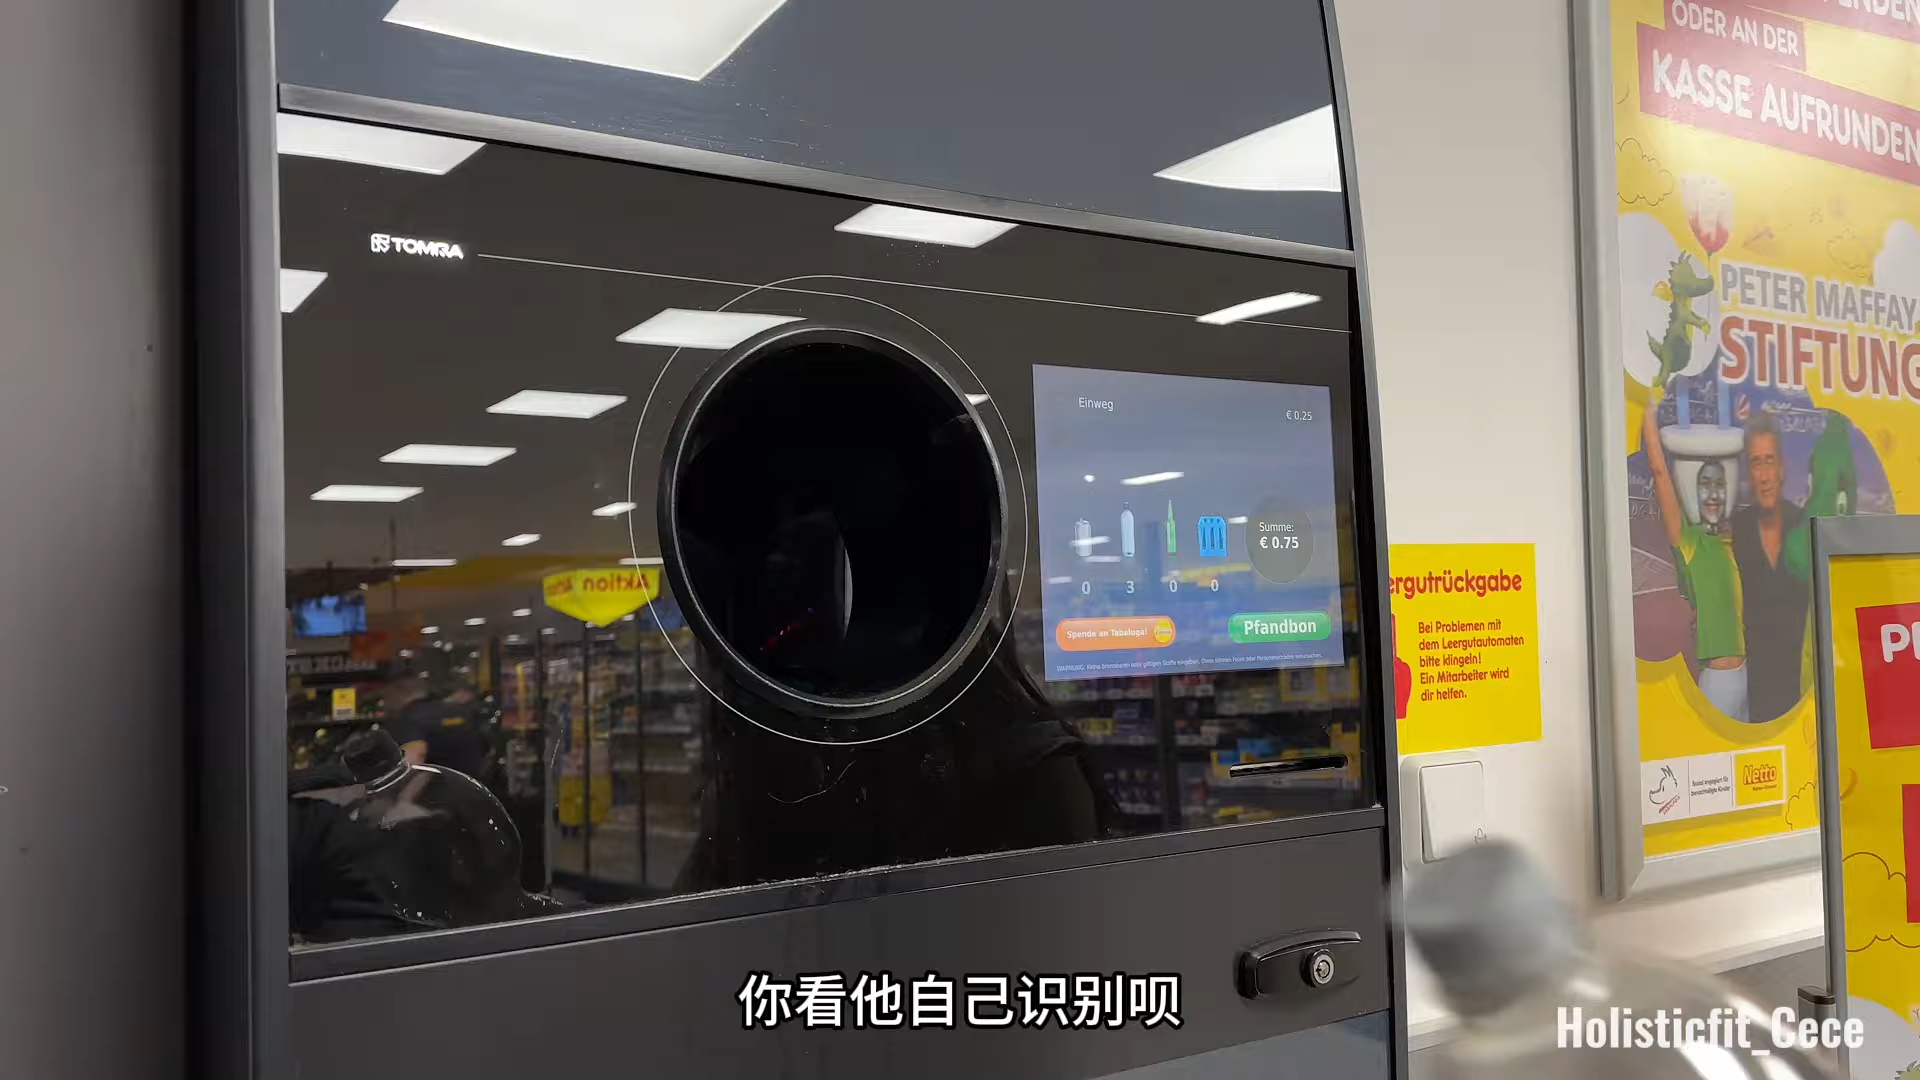 ODER AN DER
KASSE AUFRUNDEN
TOMRA
PETER MAFFAY
STIFTUNG
Einweg
€ 0.25
Summe:
€ 0.75
0 3 0 0
Spende an Tabaluga!
Pfandbon
Aktion
ergutrückgabe
Bei Problemen mit
dem Leergutautomaten
bitte klingeln!
Ein Mitarbeiter wird
dir helfen.
Netto
你看他自己识别呗
Holisticfit_Cece